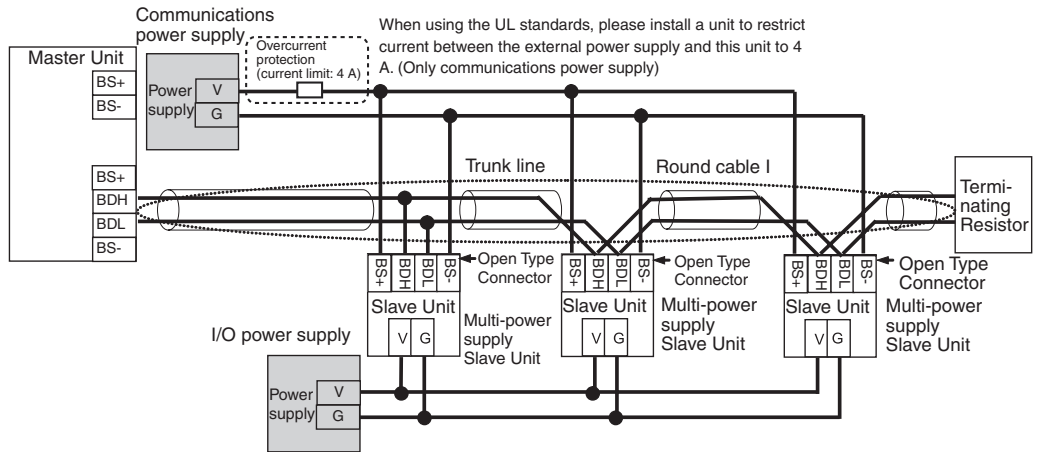 Communications
power supply
Master Unit
BS+
BS-
BS+
BDH
BDL
BS-
Power
supply
V
G
Overcurrent
protection
(current limit: 4 A)
When using the UL standards, please install a unit to restrict
current between the external power supply and this unit to 4
A. (Only communications power supply)
Trunk line
Round cable I
Termi-
nating
Resistor
BS+
BDH
BDL
BS-
Open Type
Connector
Slave Unit
V G
Multi-power
supply
Slave Unit
BS+
BDH
BDL
BS-
Open Type
Connector
Slave Unit
V G
Multi-power
supply
Slave Unit
BS+
BDH
BDL
BS-
Open Type
Connector
Slave Unit
V G
Multi-power
supply
Slave Unit
I/O power supply
Power
supply
V
G